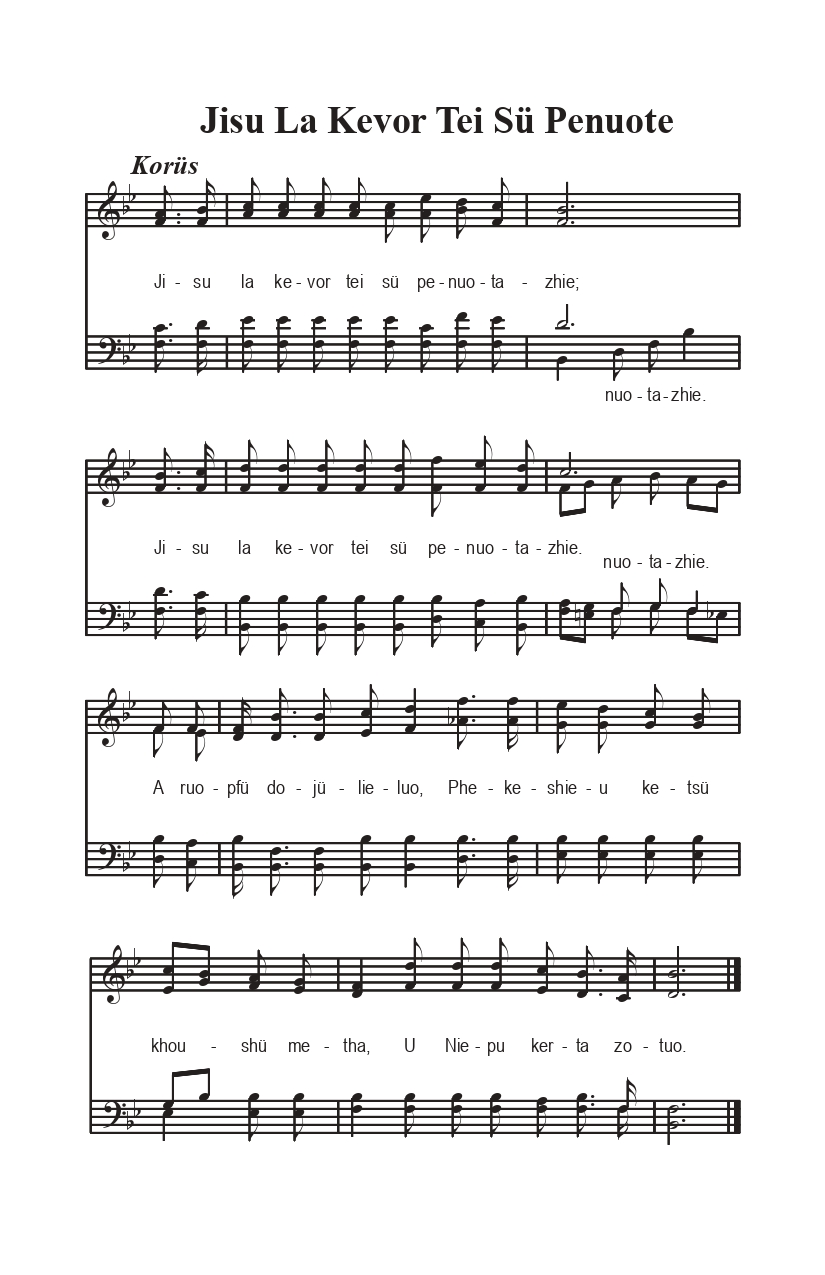 Jisu La Kevor Tei Sü Penuote
Korüs
Ji - su la ke - vor tei sü pe - nuo - ta - zhie;
nuo - ta - zhie.
Ji - su la ke - vor tei sü pe - nuo - ta - zhie.
nuo - ta - zhie.
A ruo - pfü do - jü - lie - luo, Phe - ke - shie - u ke - tsü
khou - shü me - tha, U Nie - pu ker - ta zo - tuo.